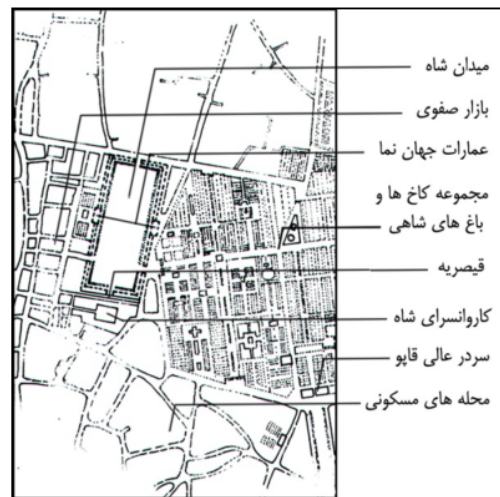 میدان شاه
بازار صفوی
عمارات جهان نما
مجموعه کاخ ها و
باغ های شاهی
قیصریه
کاروانسرای شاه
سردر عالی قاپو
محله های مسکونی